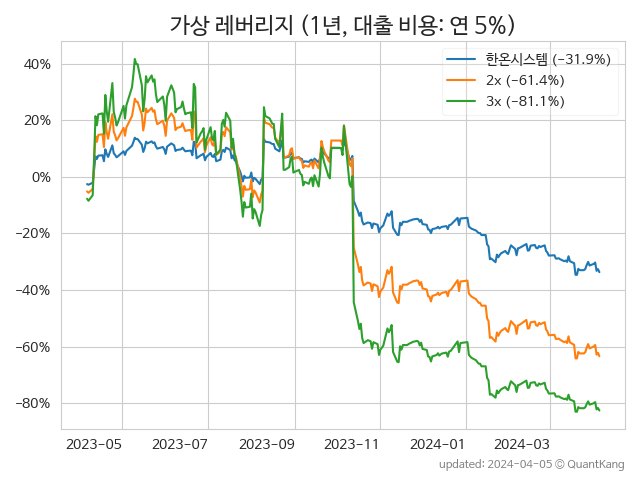 가상 레버리지 (1년, 대출 비용: 연 5%)
한온시스템 (−31.9%)
2x (−61.4%)
3x (−81.1%)
40%
20%
0%
−20%
−40%
−60%
−80%
2023-05 2023-07 2023-09 2023-11 2024-01 2024-03
updated: 2024-04-05 © QuantKang